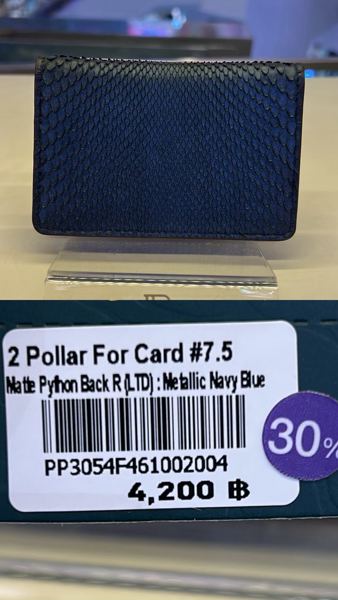 2 Pollar For Card #7.5
Matte Python Back R (LTD) : Metallic Navy Blue
PP3054F461002004
4,200 ฿
30%